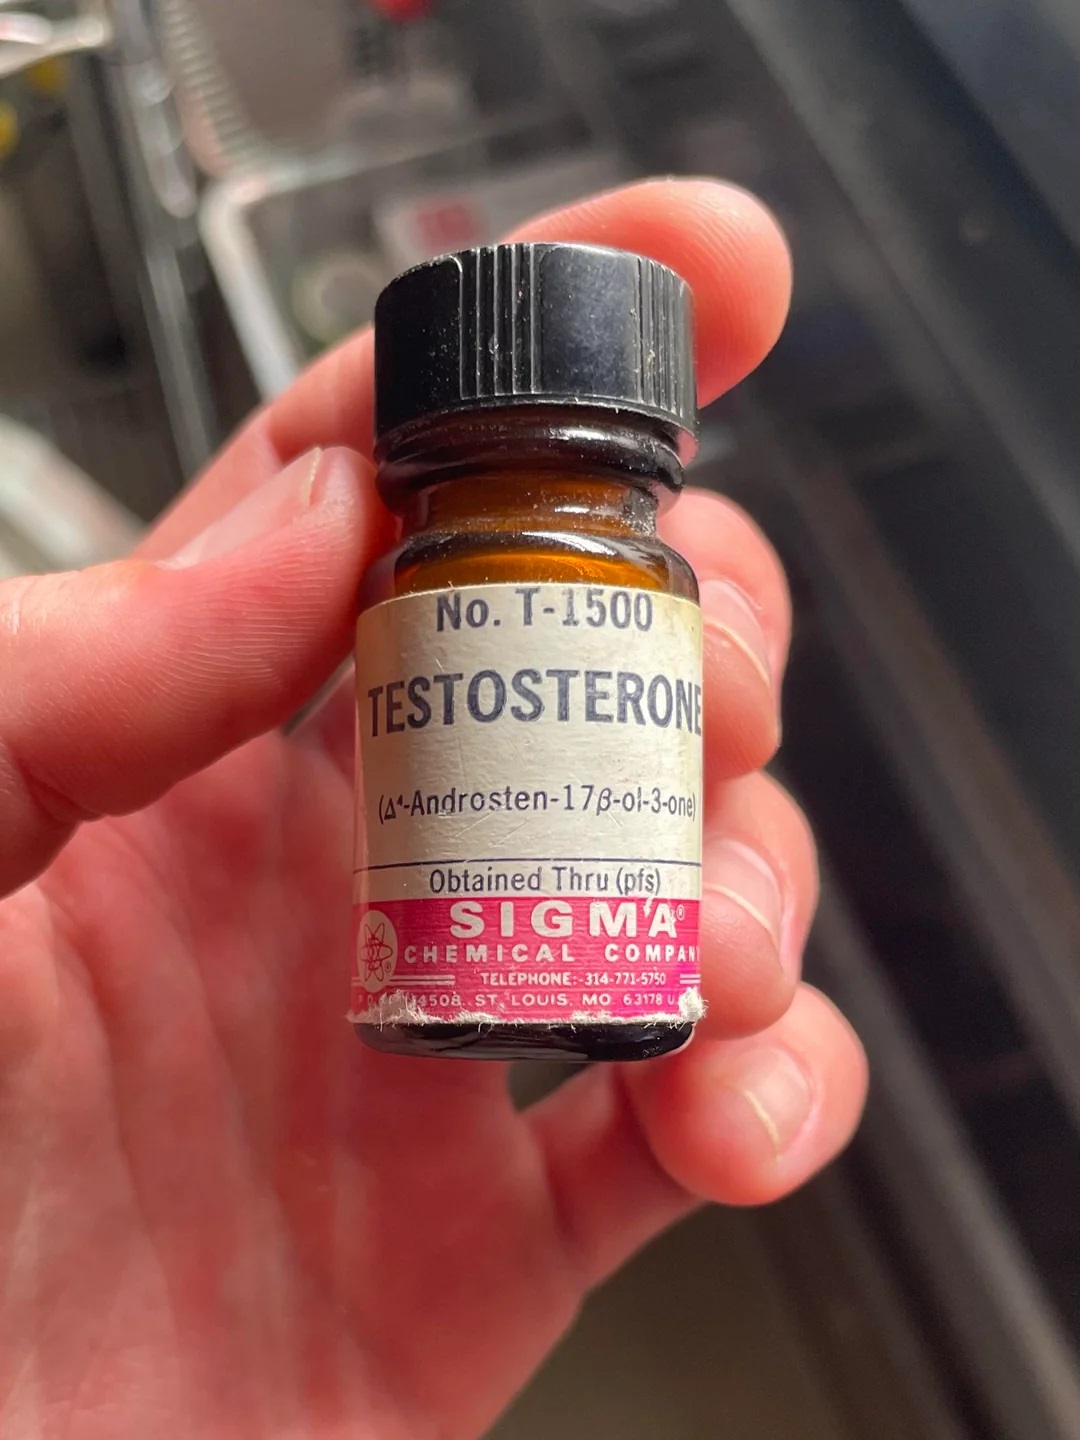 No. T-1500
TESTOSTERONE
(Δ⁴-Androsten-17β-ol-3-one)
Obtained Thru (pfs)
SIGMA®
CHEMICAL COMPANY
TELEPHONE: 314-771-5750
14508 ST. LOUIS, MO 63178